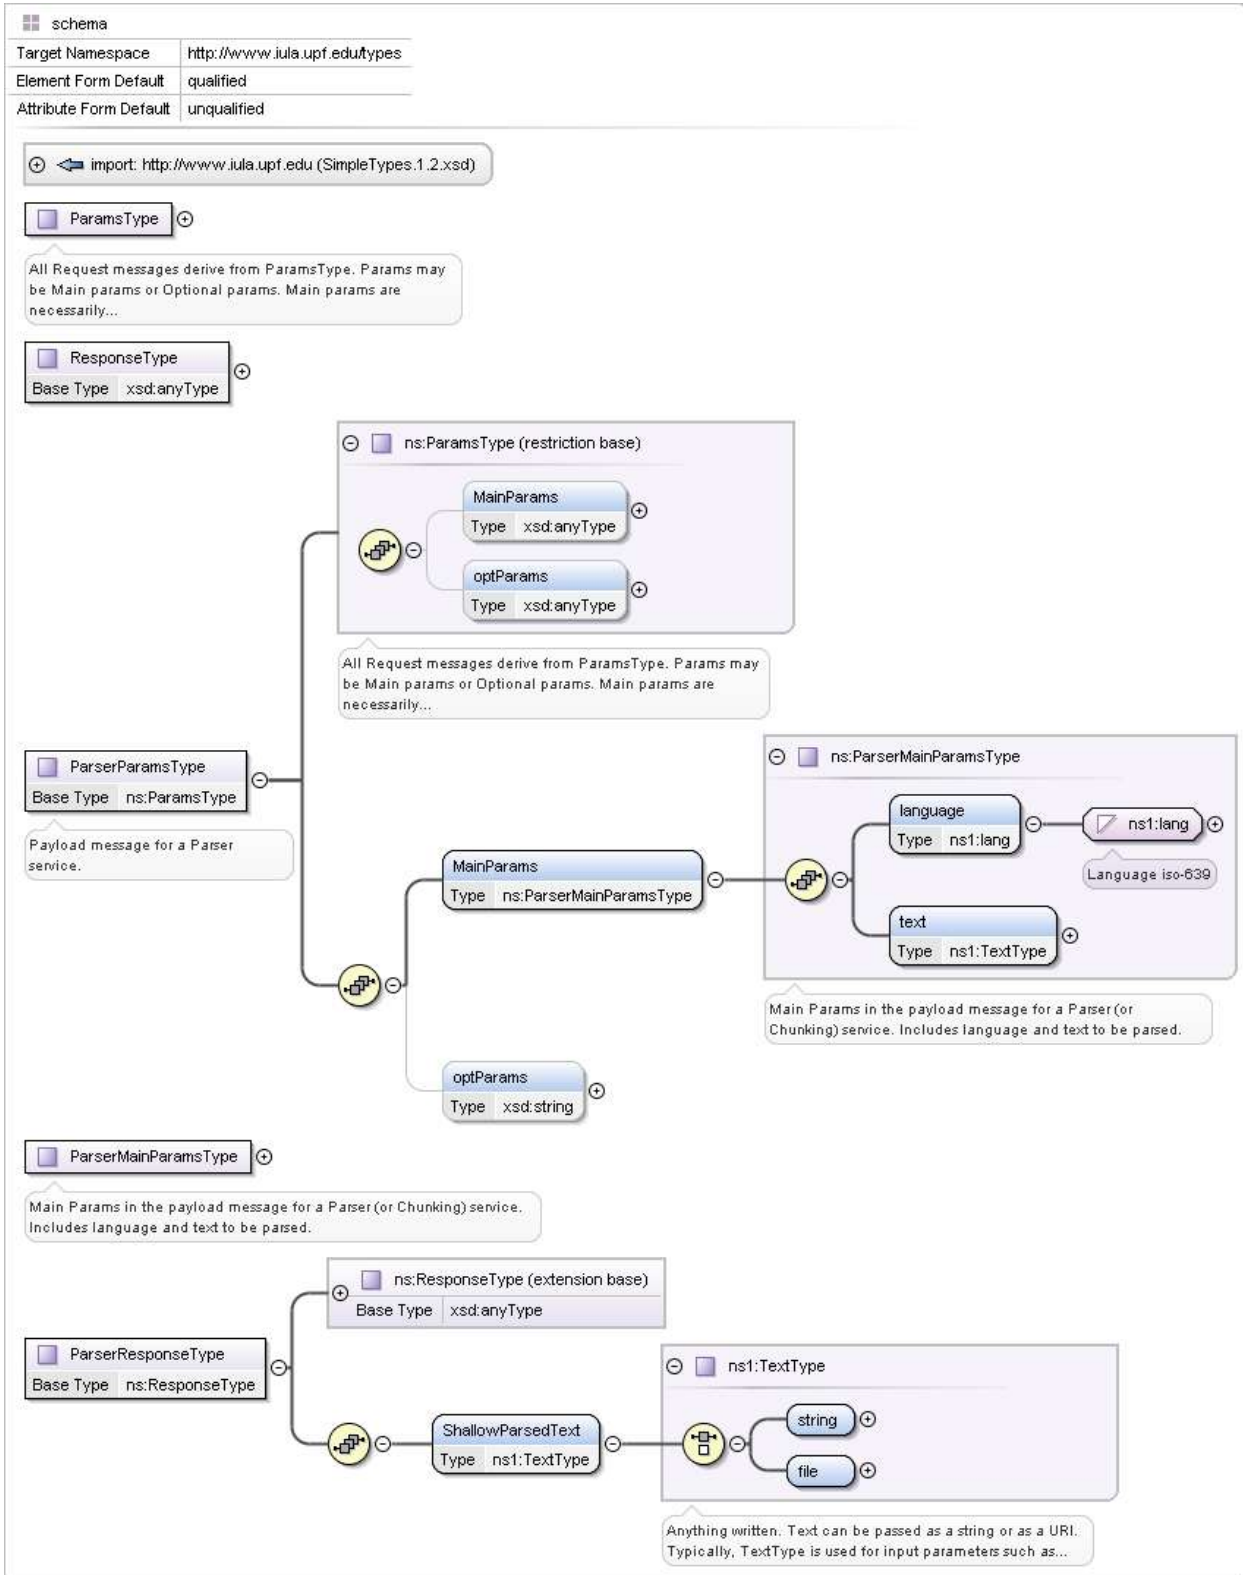 schema
Target Namespace http://www.iula.upf.edu/types
Element Form Default qualified
Attribute Form Default unqualified
import: http://www.iula.upf.edu (SimpleTypes.1.2.xsd)
ParamsType
All Request messages derive from ParamsType. Params may
be Main params or Optional params. Main params are
necessarily...
ResponseType
Base Type xsd:anyType
ns:ParamsType (restriction base)
MainParams
Type xsd:anyType
optParams
Type xsd:anyType
All Request messages derive from ParamsType. Params may
be Main params or Optional params. Main params are
necessarily...
ParserParamsType
Base Type ns:ParamsType
Payload message for a Parser
service.
MainParams
Type ns:ParserMainParamsType
ns:ParserMainParamsType
language
Type ns1:lang
ns1:lang
Language iso-639
text
Type ns1:TextType
Main Params in the payload message for a Parser (or
Chunking) service. Includes language and text to be parsed.
optParams
Type xsd:string
ParserMainParamsType
Main Params in the payload message for a Parser (or Chunking) service.
Includes language and text to be parsed.
ns:ResponseType (extension base)
Base Type xsd:anyType
ParserResponseType
Base Type ns:ResponseType
ShallowParsedText
Type ns1:TextType
ns1:TextType
string
file
Anything written. Text can be passed as a string or as a URI.
Typically, TextType is used for input parameters such as...